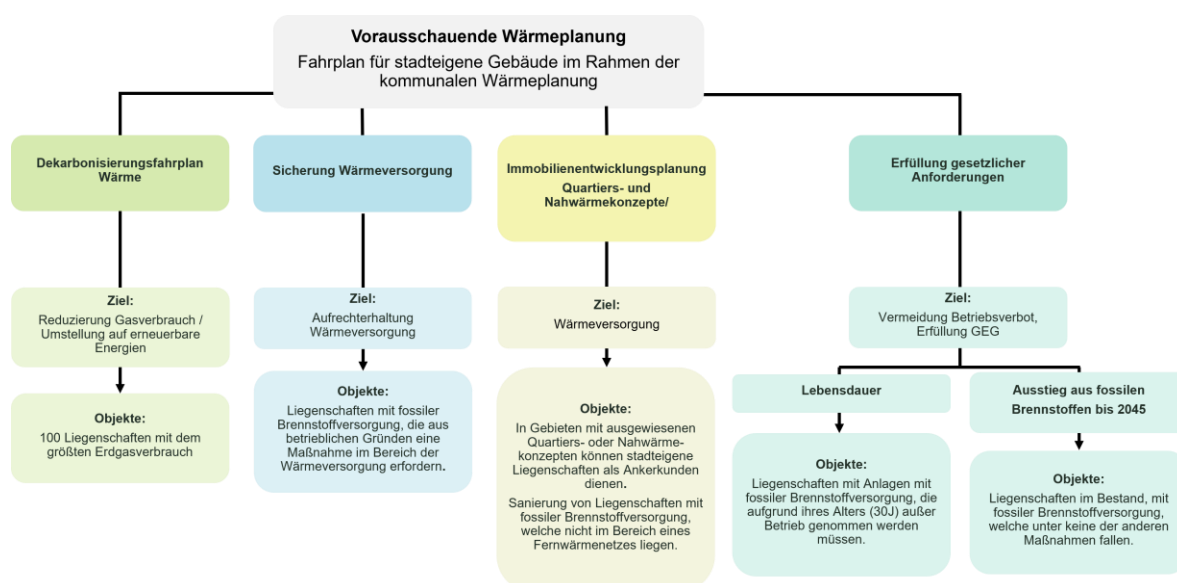 Vorausschauende Wärmeplanung
Fahrplan für stadteigene Gebäude im Rahmen der
kommunalen Wärmeplanung
Dekarbonisierungsfahrplan
Wärme
Ziel:
Reduzierung Gasverbrauch /
Umstellung auf erneuerbare
Energien
Objekte:
100 Liegenschaften mit dem
größten Erdgasverbrauch
Sicherung Wärmeversorgung
Ziel:
Aufrechterhaltung
Wärmeversorgung
Objekte:
Liegenschaften mit fossiler
Brennstoffversorgung, die aus
betrieblichen Gründen eine
Maßnahme im Bereich der
Wärmeversorgung erfordern.
Immobilienentwicklungsplanung
Quartiers- und
Nahwärmekonzepte/
Ziel:
Wärmeversorgung
Objekte:
In Gebieten mit ausgewiesenen
Quartiers- oder Nahwärme-
konzepten können stadteigene
Liegenschaften als Ankerkunden
dienen.
Sanierung von Liegenschaften mit
fossiler Brennstoffversorgung,
welche nicht im Bereich eines
Fernwärmenetzes liegen.
Erfüllung gesetzlicher
Anforderungen
Ziel:
Vermeidung Betriebsverbot,
Erfüllung GEG
Lebensdauer
Objekte:
Liegenschaften mit Anlagen mit
fossiler Brennstoffversorgung, die
aufgrund ihres Alters (30J) außer
Betrieb genommen werden
müssen.
Ausstieg aus fossilen
Brennstoffen bis 2045
Objekte:
Liegenschaften im Bestand, mit
fossiler Brennstoffversorgung,
welche unter keine der anderen
Maßnahmen fallen.